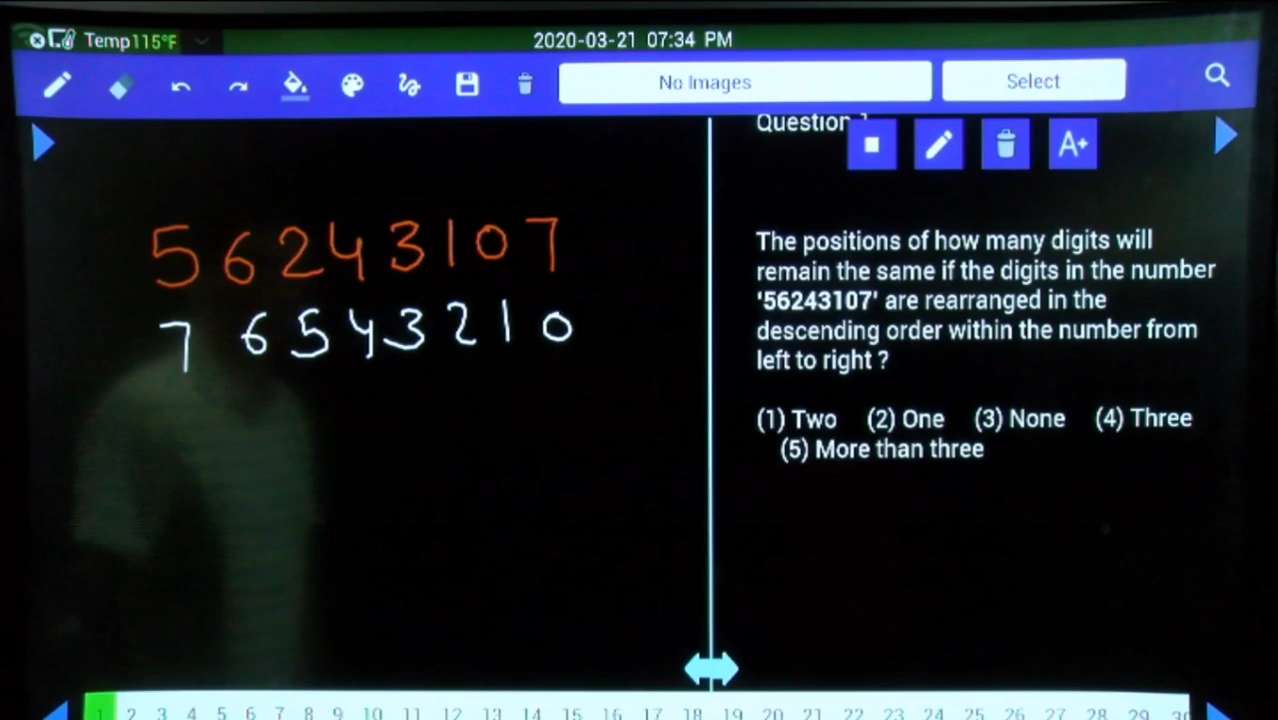 Temp115°F
2020-03-21 07:34 PM
No Images
Select
Question 1
A+
56243107
76543210
The positions of how many digits will
remain the same if the digits in the number
'56243107' are rearranged in the
descending order within the number from
left to right ?
(1) Two (2) One (3) None (4) Three
(5) More than three
1 2 3 4 5 6 7 8 9 10 11 12 13 14 15 16 17 18 19 20 21 22 23 24 25 26 27 28 29 30